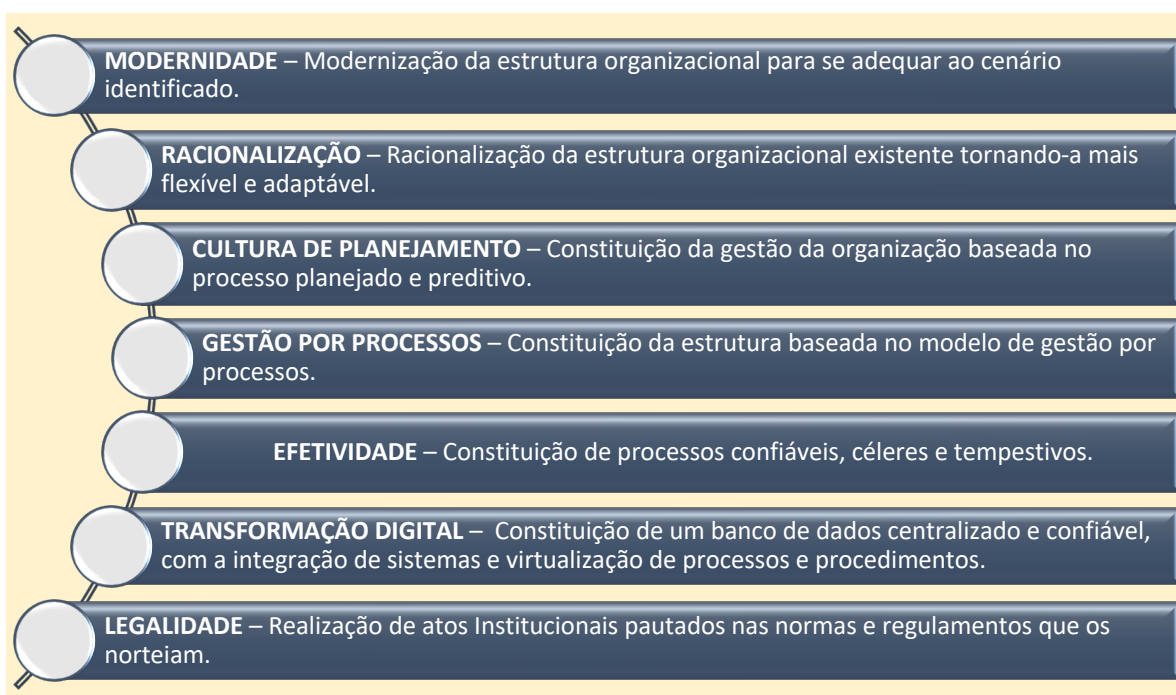 MODERNIDADE – Modernização da estrutura organizacional para se adequar ao cenário
identificado.
RACIONALIZAÇÃO – Racionalização da estrutura organizacional existente tornando-a mais
flexível e adaptável.
CULTURA DE PLANEJAMENTO – Constituição da gestão da organização baseada no
processo planejado e preditivo.
GESTÃO POR PROCESSOS – Constituição da estrutura baseada no modelo de gestão por
processos.
EFETIVIDADE – Constituição de processos confiáveis, céleres e tempestivos.
TRANSFORMAÇÃO DIGITAL – Constituição de um banco de dados centralizado e confiável,
com a integração de sistemas e virtualização de processos e procedimentos.
LEGALIDADE – Realização de atos Institucionais pautados nas normas e regulamentos que os
norteiam.